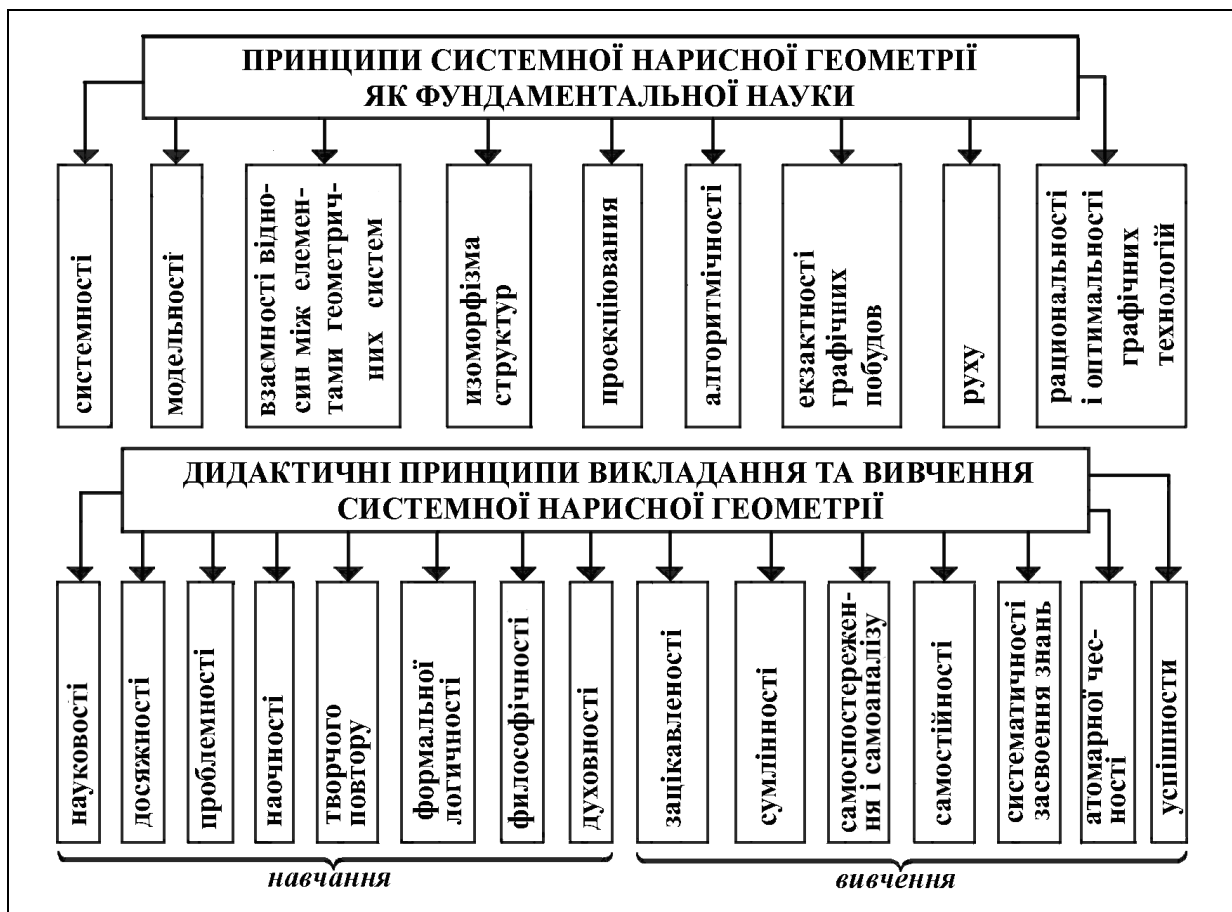 ПРИНЦИПИ СИСТЕМНОЇ НАРИСНОЇ ГЕОМЕТРІЇ
ЯК ФУНДАМЕНТАЛЬНОЇ НАУКИ
системності
модельності
взаємності відно-
син між елемен-
тами геометрич-
них систем
изоморфізма
структур
проекціювання
алгоритмічності
екзактності
графічних
побудов
руху
раціональності
і оптимальності
графічних
технологій
ДИДАКТИЧНІ ПРИНЦИПИ ВИКЛАДАННЯ ТА ВИВЧЕННЯ
СИСТЕМНОЇ НАРИСНОЇ ГЕОМЕТРІЇ
науковості
досяжності
проблемності
наочності
творчого
повтору
формальної
логичності
философічності
духовності
зацікавленості
сумлінності
самоспостережен-
ня і самоаналізу
самостійності
систематичності
засвоення знань
атомарної чес-
ності
успішности
навчання
вивчення